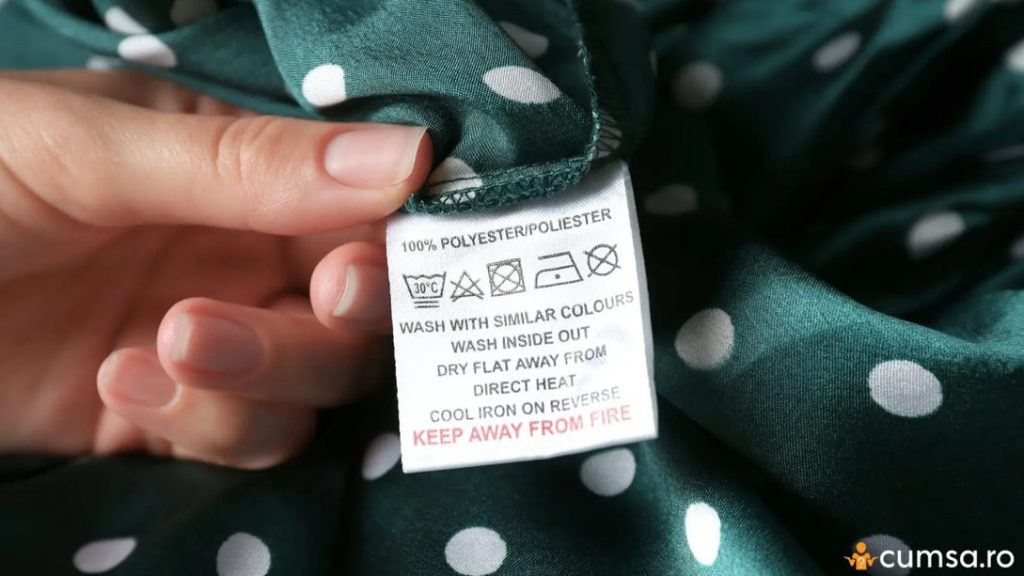 100% POLYESTER/POLIESTER
30°C
WASH WITH SIMILAR COLOURS
WASH INSIDE OUT
DRY FLAT AWAY FROM
DIRECT HEAT
COOL IRON ON REVERSE
KEEP AWAY FROM FIRE
cumsa.ro